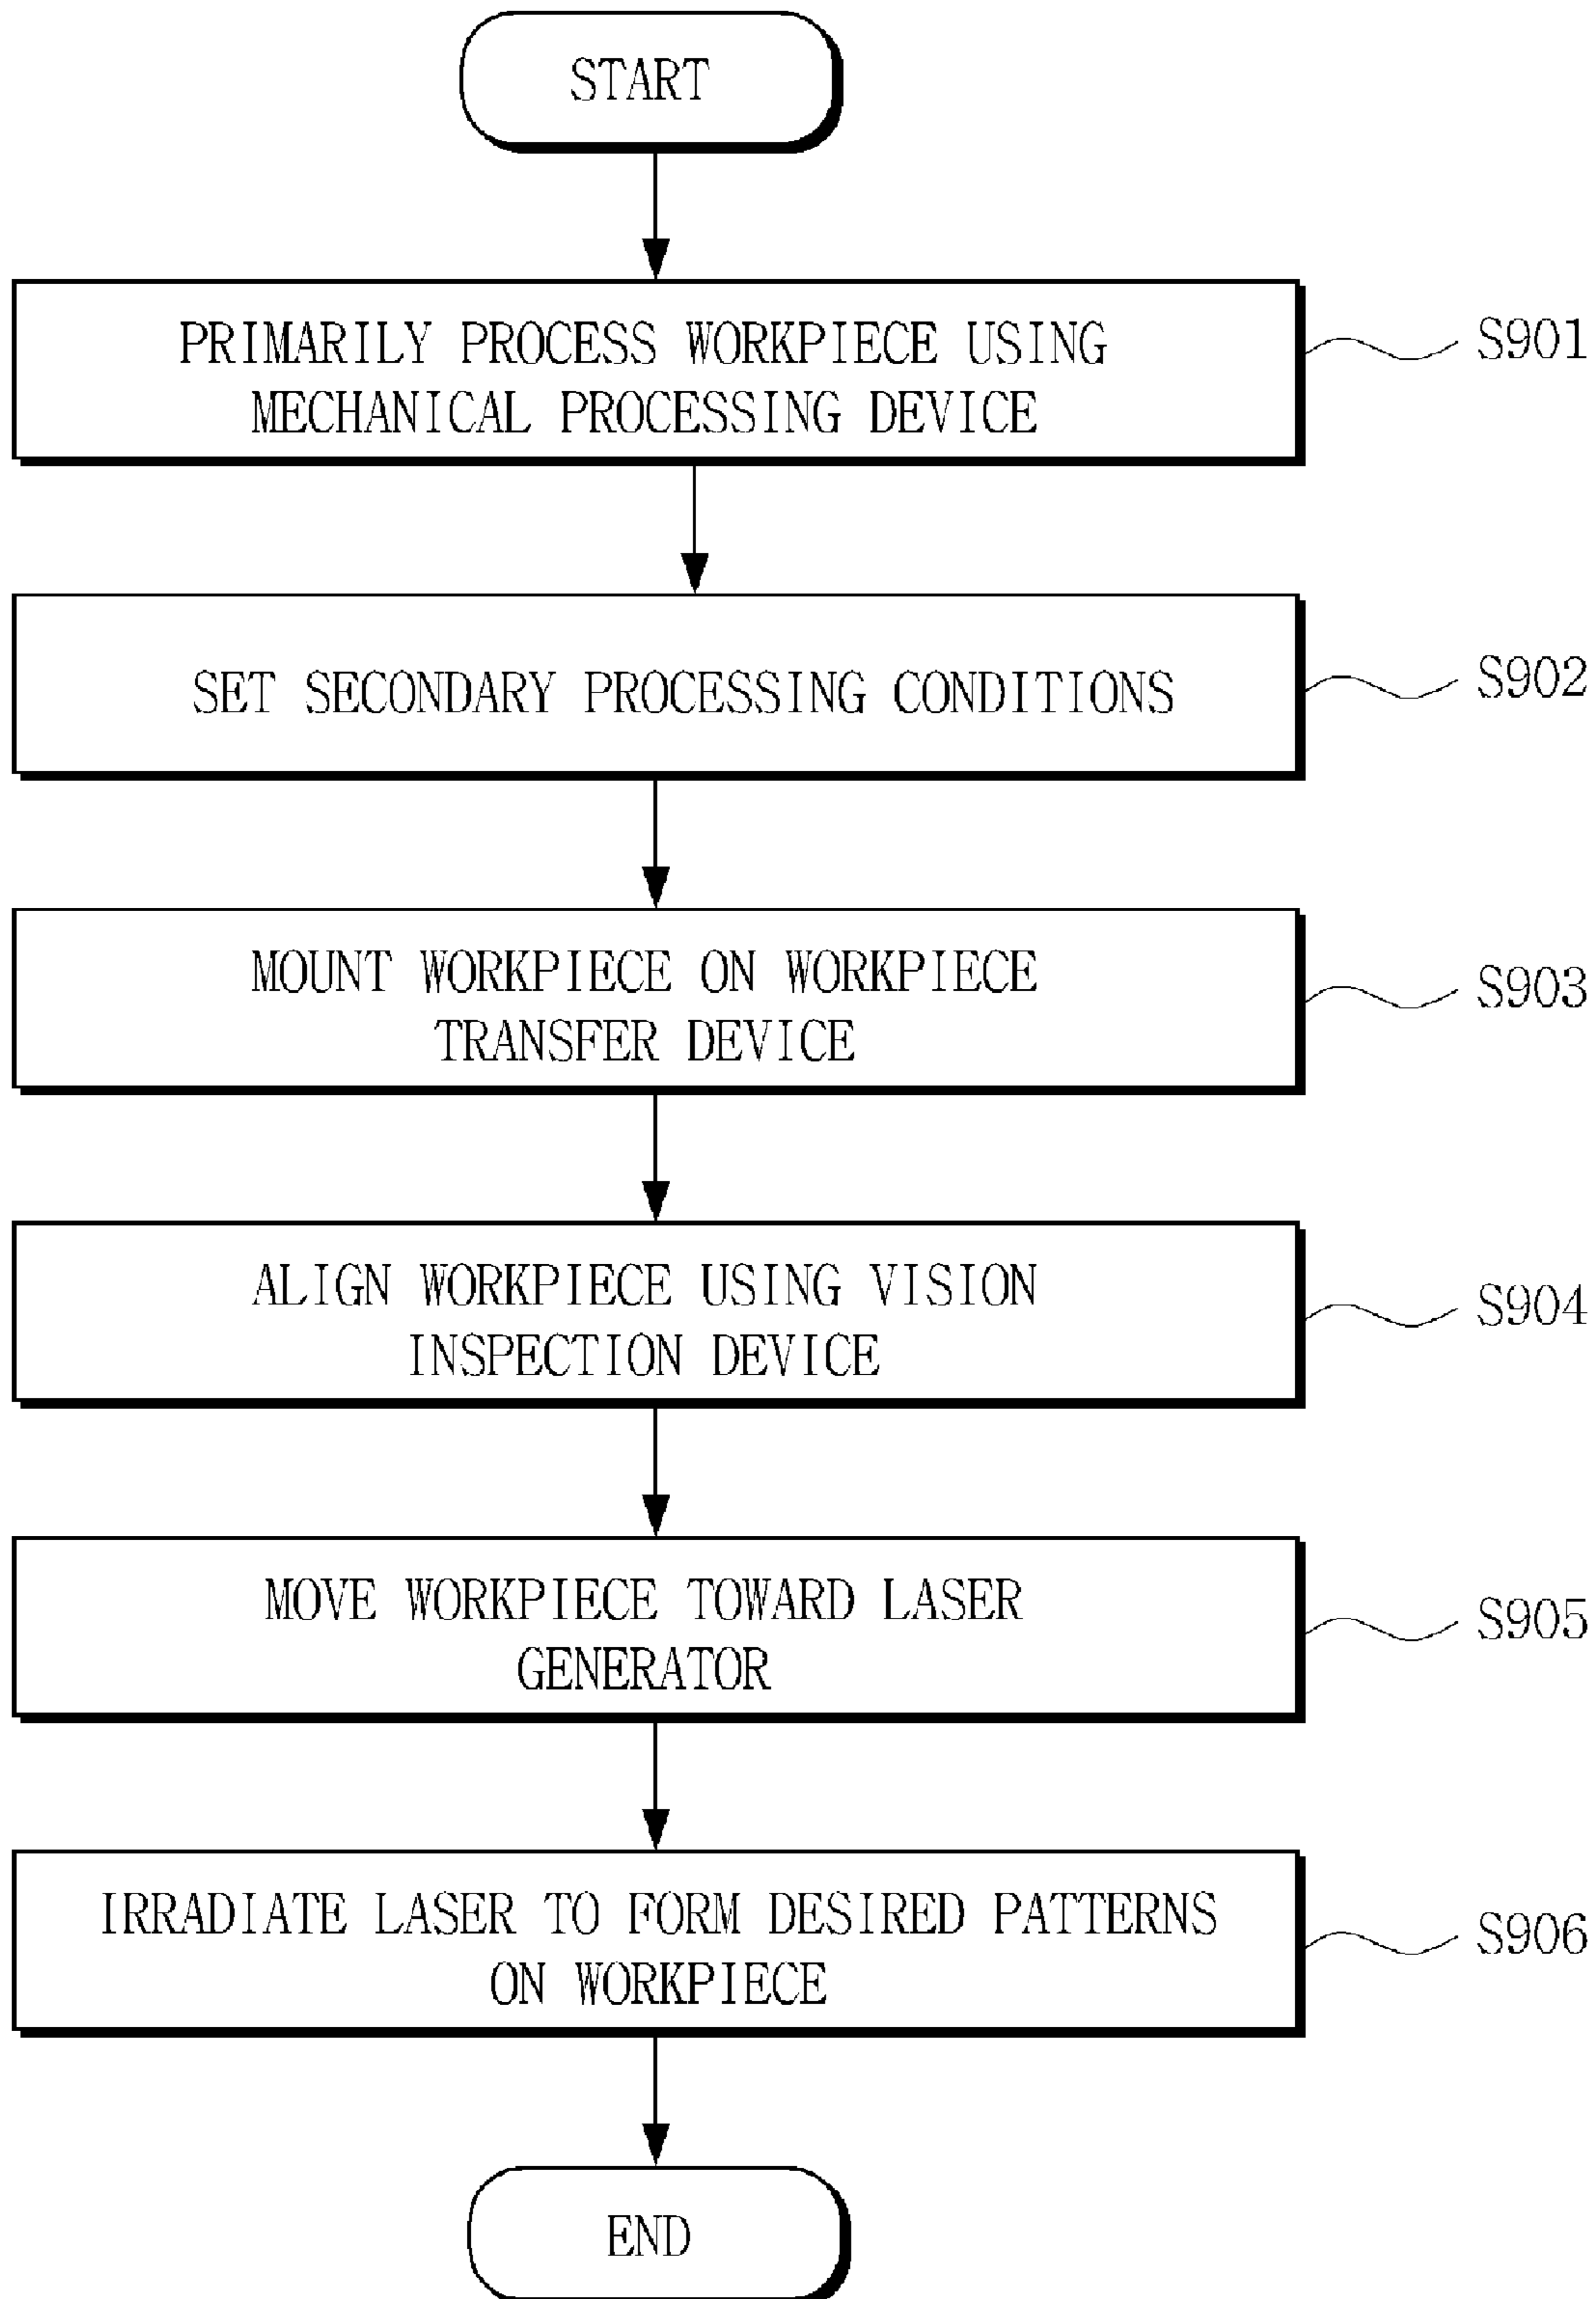 START
PRIMARILY PROCESS WORKPIECE USING
MECHANICAL PROCESSING DEVICE
S901
SET SECONDARY PROCESSING CONDITIONS
S902
MOUNT WORKPIECE ON WORKPIECE
TRANSFER DEVICE
S903
ALIGN WORKPIECE USING VISION
INSPECTION DEVICE
S904
MOVE WORKPIECE TOWARD LASER
GENERATOR
S905
IRRADIATE LASER TO FORM DESIRED PATTERNS
ON WORKPIECE
S906
END